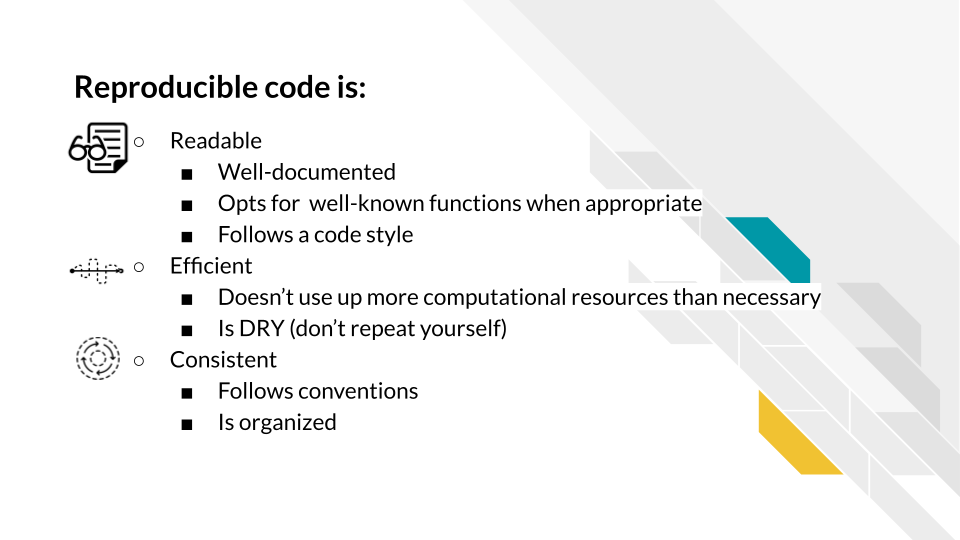 Reproducible code is:
○ Readable
■ Well-documented
■ Opts for  well-known functions when appropriate
■ Follows a code style
○ Efficient
■ Doesn’t use up more computational resources than necessary
■ Is DRY (don’t repeat yourself)
○ Consistent
■ Follows conventions
■ Is organized